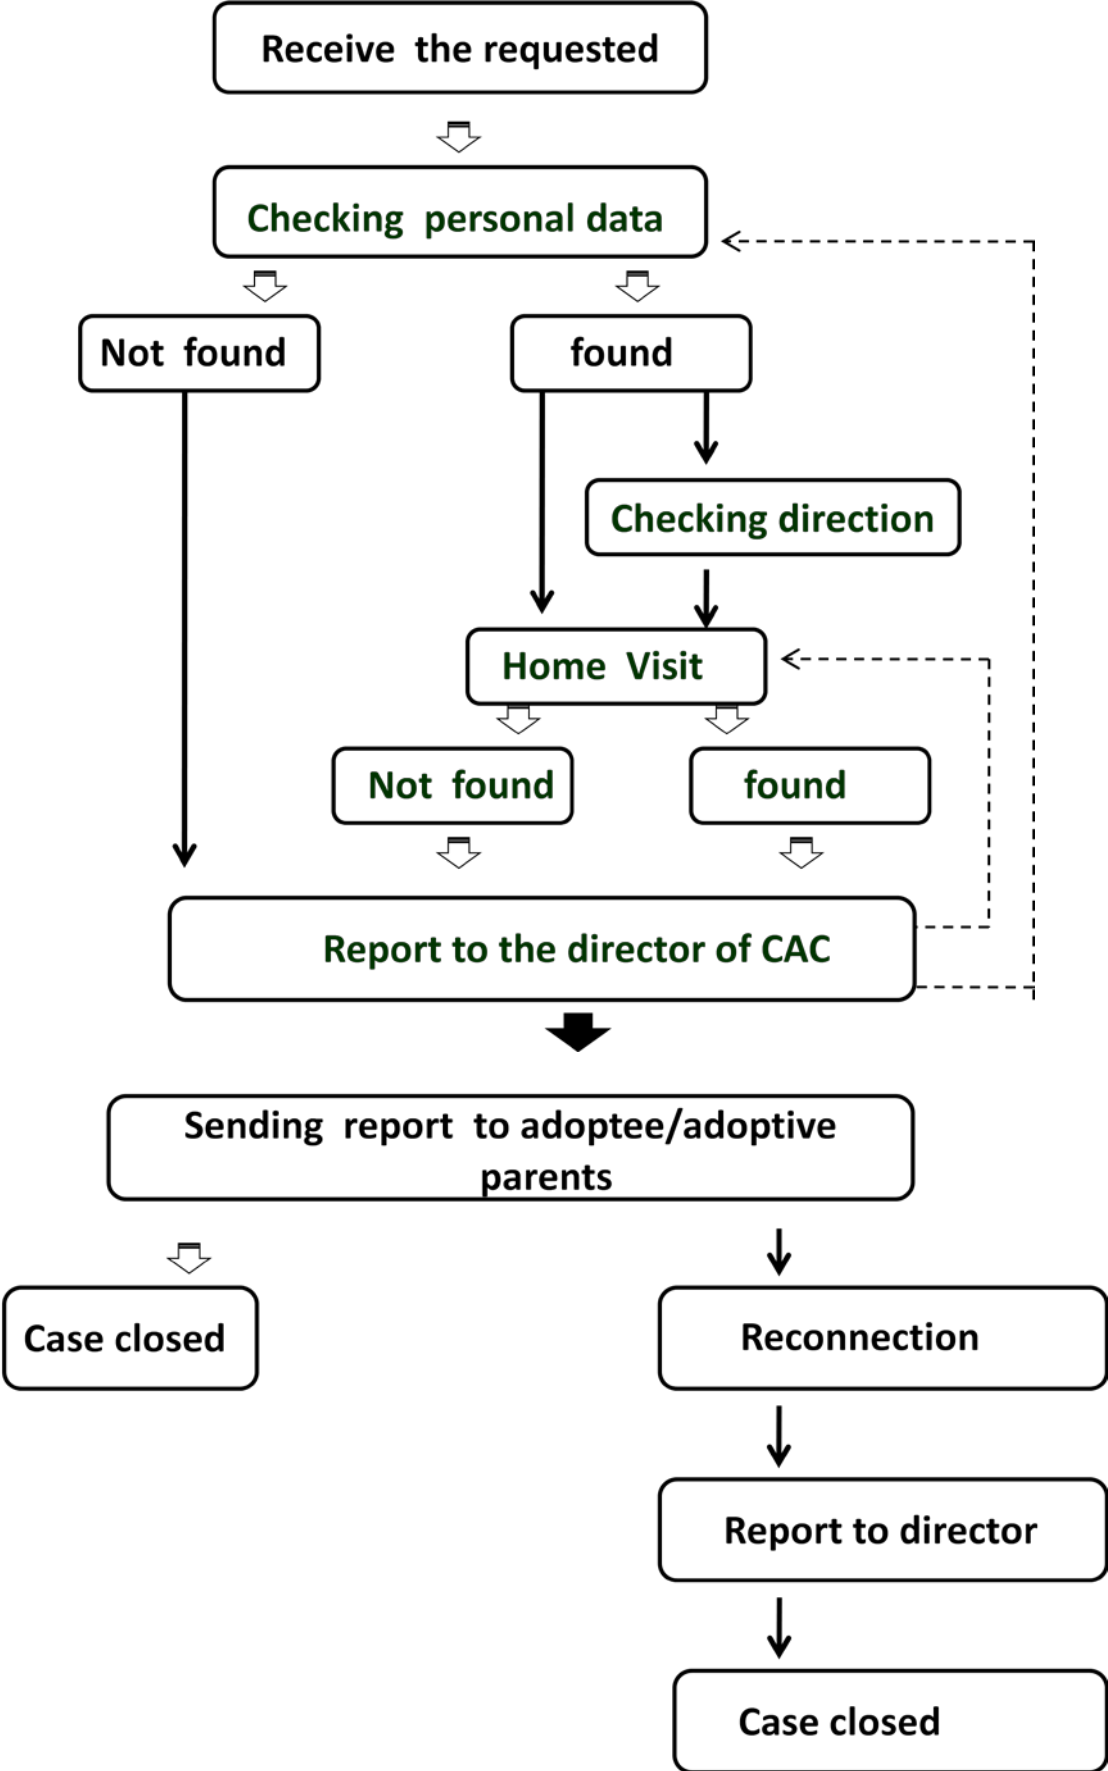 Receive the requested
Checking personal data
Not found
found
Checking direction
Home Visit
Not found
found
Report to the director of CAC
Sending report to adoptee/adoptive
parents
Case closed
Reconnection
Report to director
Case closed